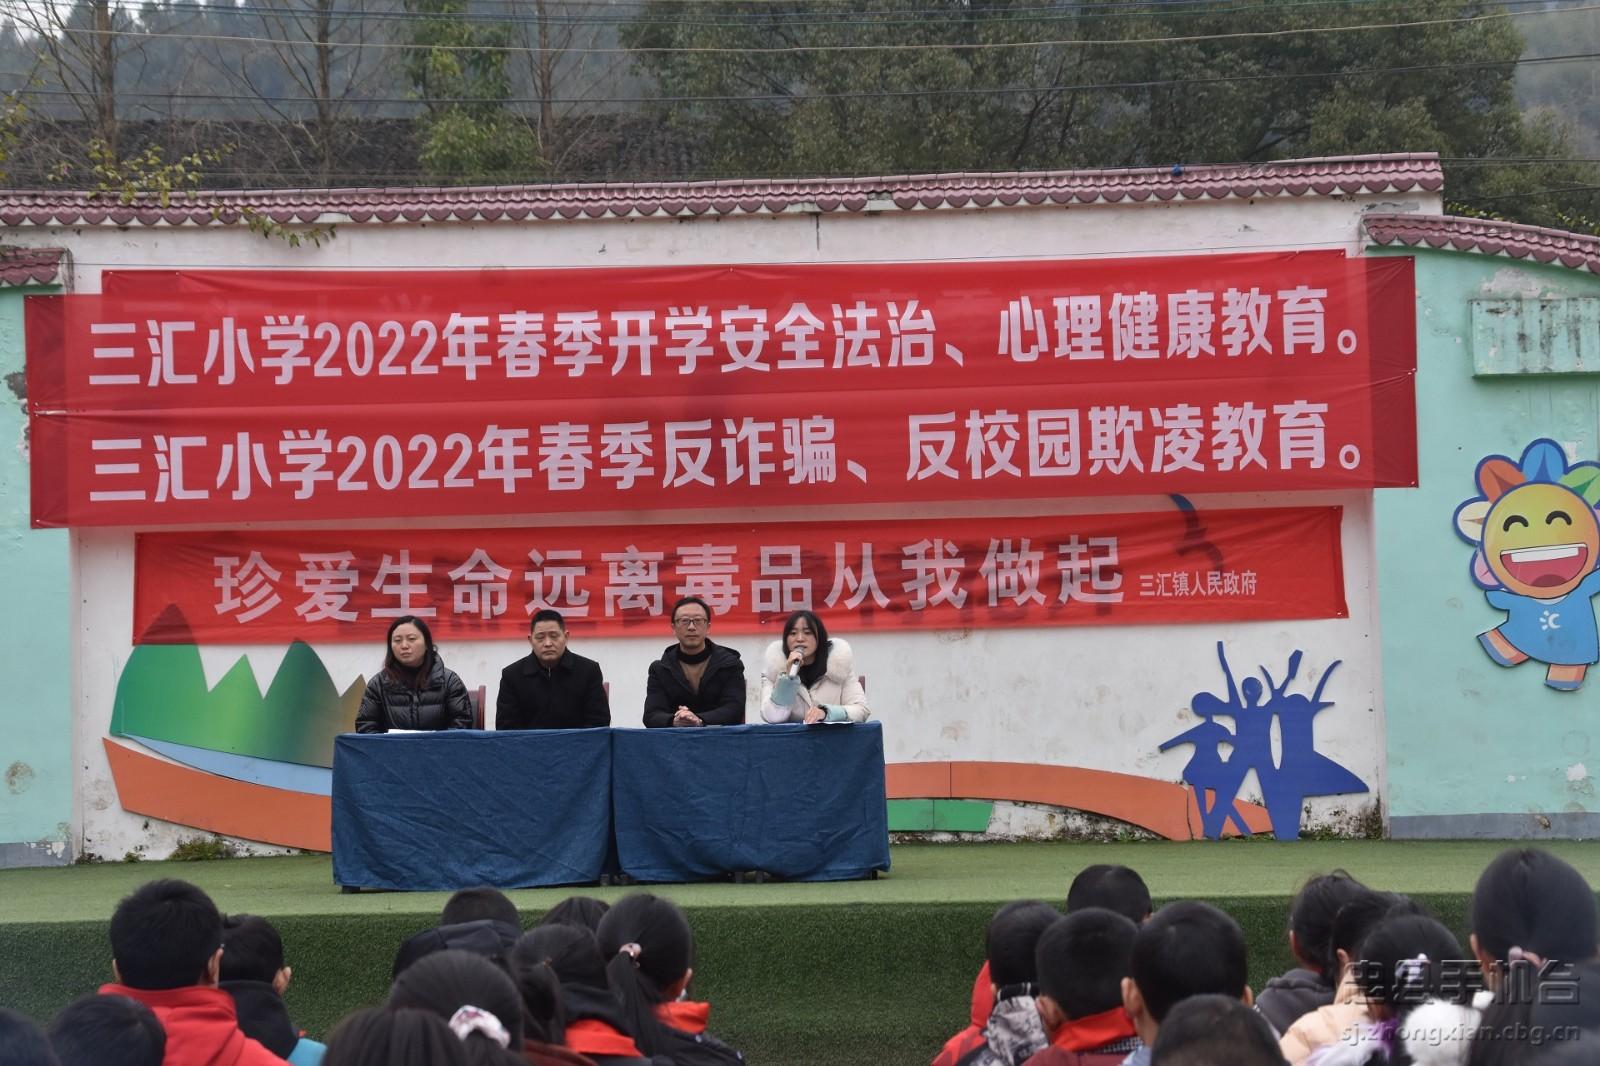 三汇小学2022年春季开学安全法治、心理健康教育。
三汇小学2022年春季反诈骗、反校园欺凌教育。
珍爱生命远离毒品从我做起 三汇镇人民政府
忠县手机台
sj.zhongxian.cbg.cn